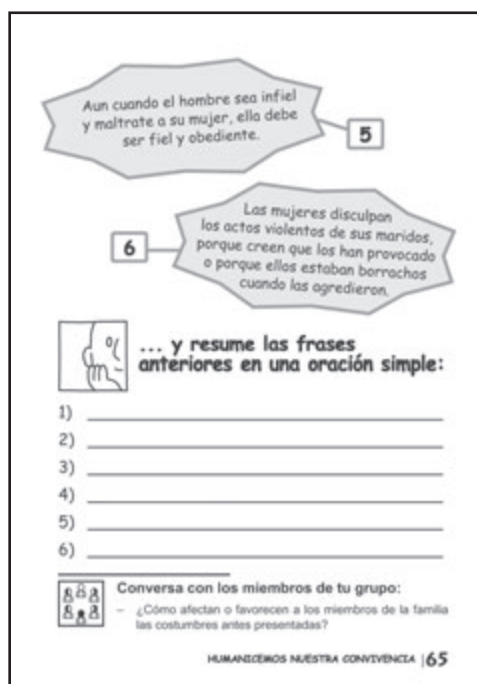 Aun cuando el hombre sea infiel
y maltrate a su mujer, ella debe
ser fiel y obediente.
5
Las mujeres disculpan
los actos violentos de sus maridos,
porque creen que los han provocado
o porque ellos estaban borrachos
cuando las agredieron.
6
... y resume las frases
anteriores en una oración simple:
1)
2)
3)
4)
5)
6)
Conversa con los miembros de tu grupo:
– ¿Cómo afectan o favorecen a los miembros de la familia
las costumbres antes presentadas?
HUMANICEMOS NUESTRA CONVIVENCIA |65